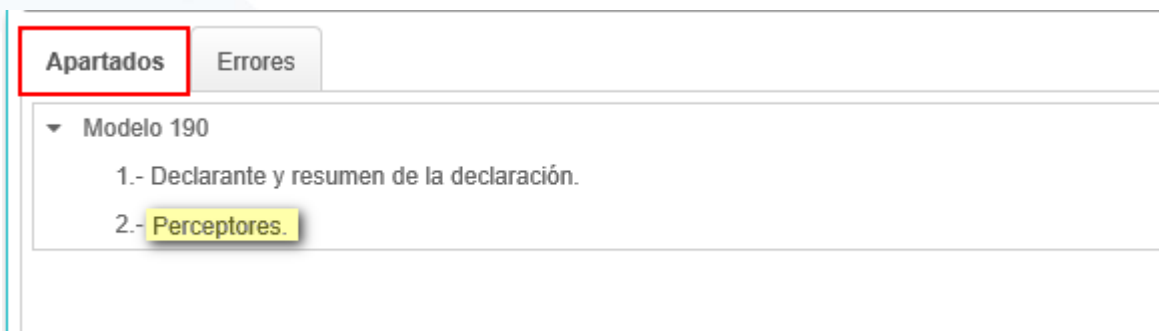 Apartados Errores
Modelo 190
1.- Declarante y resumen de la declaración.
2.- Perceptores.